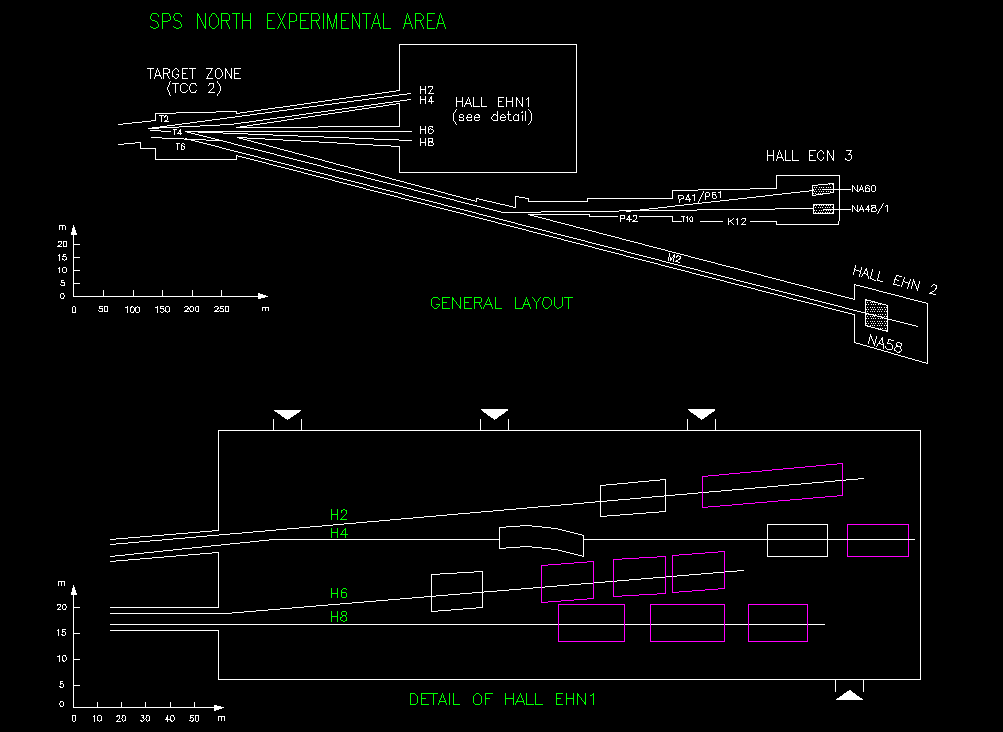 SPS NORTH EXPERIMENTAL AREA
TARGET ZONE
(TCC 2)
T2
T4
T6
H2
H4
H6
H8
HALL EHN1
(see detail)
HALL ECN 3
P41/P61
NA60
NA48/1
P42
T10
K12
M2
HALL EHN 2
NA58
m
20
15
10
5
0
0 50 100 150 200 250 m
GENERAL LAYOUT
H2
H4
H6
H8
m
20
15
10
5
0
0 10 20 30 40 50 m
DETAIL OF HALL EHN1